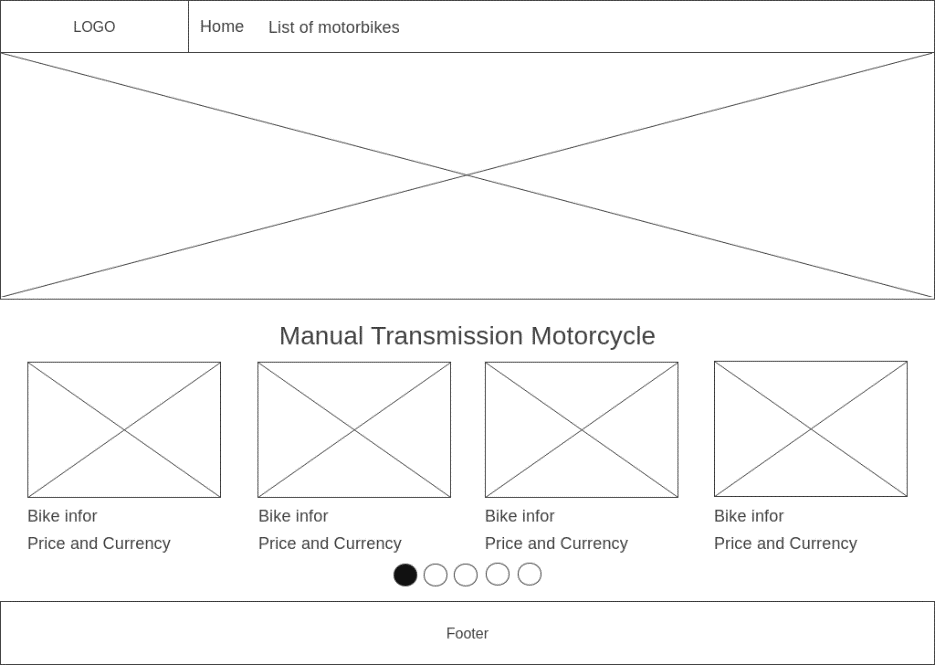 LOGO
Home
List of motorbikes
Manual Transmission Motorcycle
Bike infor
Price and Currency
Bike infor
Price and Currency
Bike infor
Price and Currency
Bike infor
Price and Currency
Footer